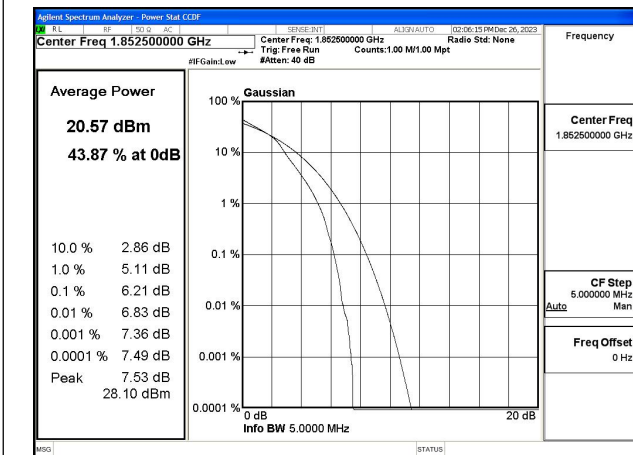 Agilent Spectrum Analyzer - Power Stat CCDF
RL RF 50 Ω AC SENSE:INT ALIGN AUTO 02:06:15 PM Dec 26, 2023
Center Freq 1.852500000 GHz
Center Freq: 1.852500000 GHz Radio Std: None
Trig: Free Run Counts:1.00 M/1.00 Mpt
#IFGain:Low #Atten: 40 dB
Frequency
Average Power
20.57 dBm
43.87 % at 0dB
10.0 % 2.86 dB
1.0 % 5.11 dB
0.1 % 6.21 dB
0.01 % 6.83 dB
0.001 % 7.36 dB
0.0001 % 7.49 dB
Peak 7.53 dB
28.10 dBm
Gaussian
100 %
10 %
1 %
0.1 %
0.01 %
0.001 %
0.0001 %
0 dB 20 dB
Info BW 5.0000 MHz
Center Freq
1.852500000 GHz
CF Step
5.000000 MHz
Auto Man
Freq Offset
0 Hz
MSG STATUS